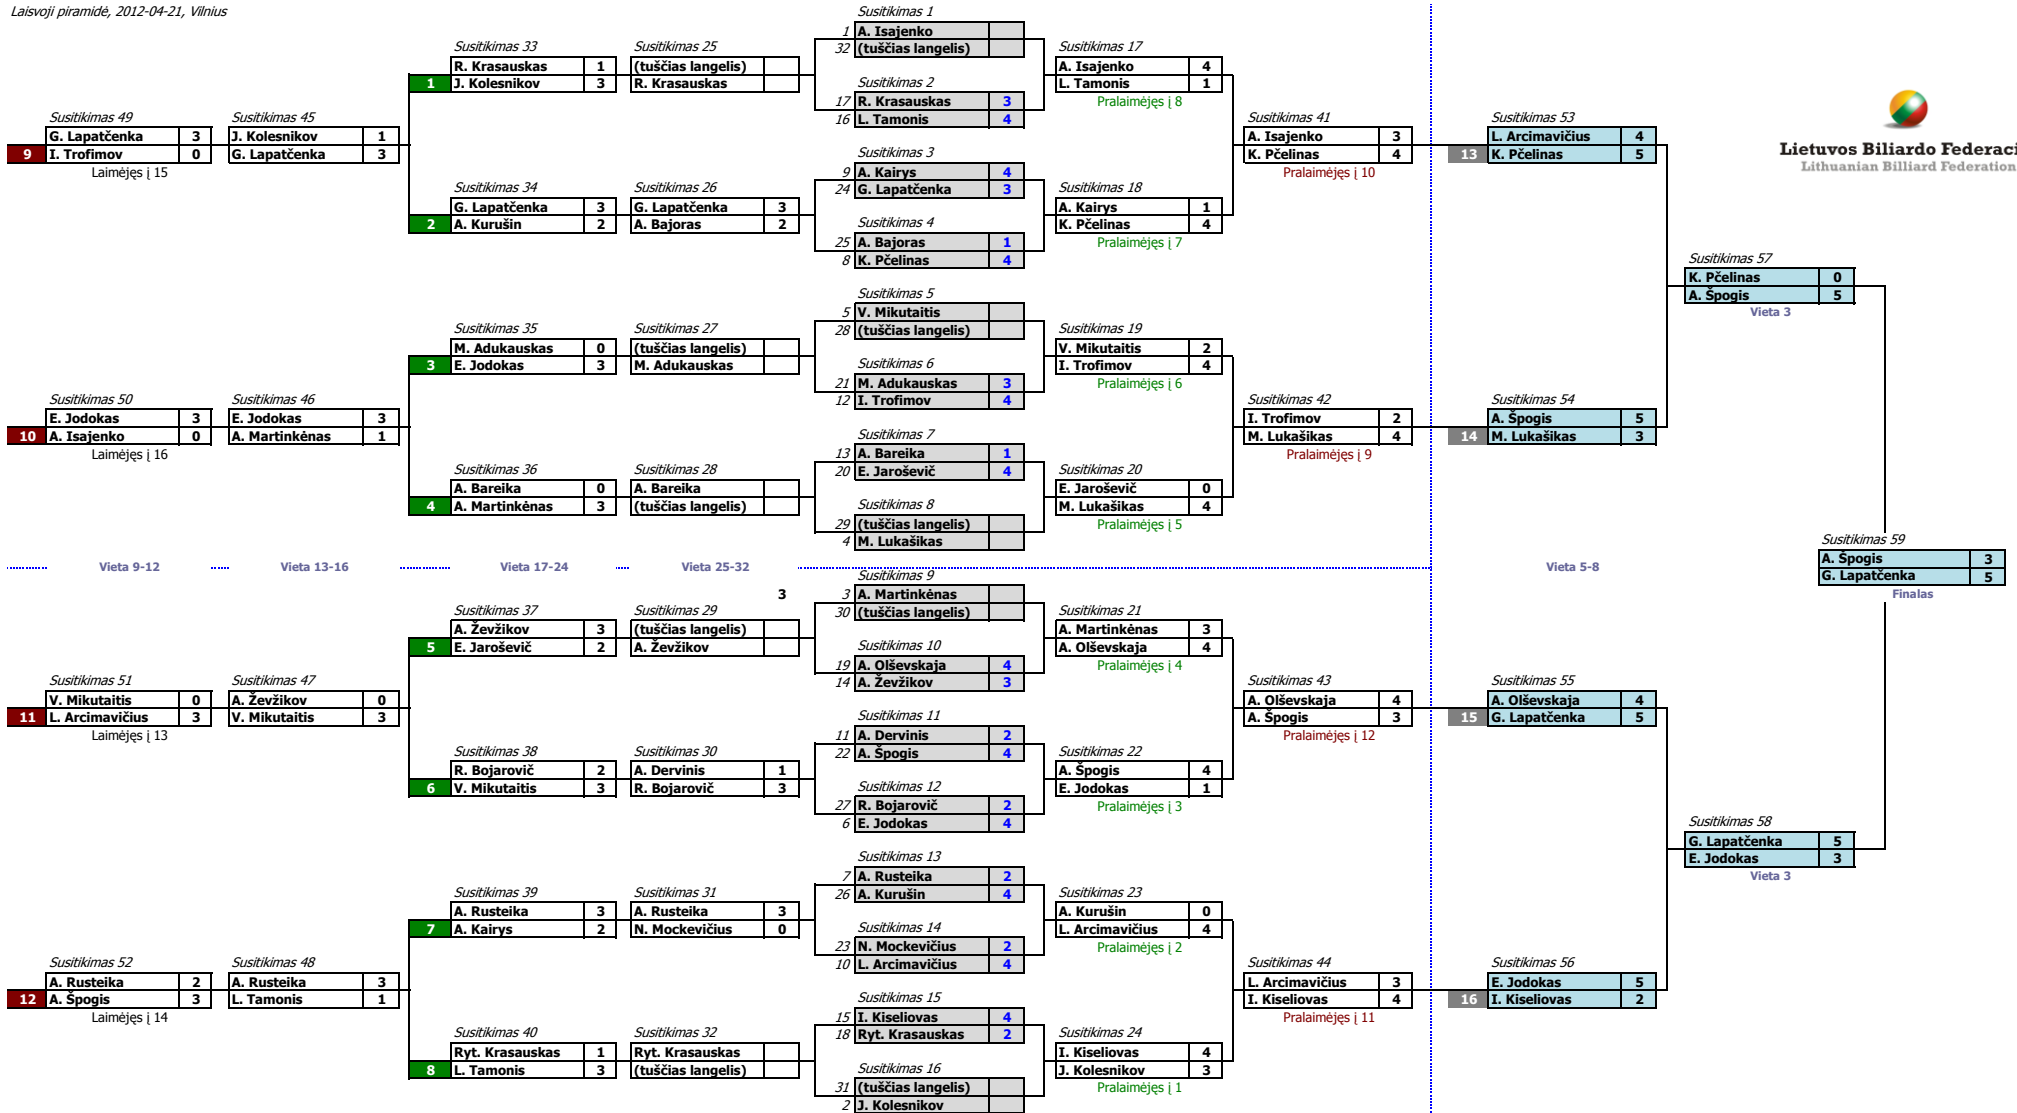 Laisvoji piramidė, 2012-04-21, Vilnius
Susitikimas 49
G. Lapatčenka 3
9 I. Trofimov 0
Laimėjęs į 15
Susitikimas 50
E. Jodokas 3
10 A. Isajenko 0
Laimėjęs į 16
Vieta 9-12
Susitikimas 51
V. Mikutaitis 0
11 L. Arcimavičius 3
Laimėjęs į 13
Susitikimas 52
A. Rusteika 2
12 A. Špogis 3
Laimėjęs į 14
Susitikimas 45
J. Kolesnikov 1
G. Lapatčenka 3
Susitikimas 46
E. Jodokas 3
A. Martinkėnas 1
Vieta 13-16
Susitikimas 47
A. Ževžikov 0
V. Mikutaitis 3
Susitikimas 48
A. Rusteika 3
L. Tamonis 1
Susitikimas 33
R. Krasauskas 1
1 J. Kolesnikov 3
Susitikimas 34
G. Lapatčenka 3
2 A. Kurušin 2
Susitikimas 35
M. Adukauskas 0
3 E. Jodokas 3
Susitikimas 36
A. Bareika 0
4 A. Martinkėnas 3
Vieta 17-24
Susitikimas 37
A. Ževžikov 3
5 E. Jaroševič 2
Susitikimas 38
R. Bojarovič 2
6 V. Mikutaitis 3
Susitikimas 39
A. Rusteika 3
7 A. Kairys 2
Susitikimas 40
Ryt. Krasauskas 1
8 L. Tamonis 3
Susitikimas 25
(tuščias langelis)
R. Krasauskas
Susitikimas 26
G. Lapatčenka 3
A. Bajoras 2
Susitikimas 27
(tuščias langelis)
M. Adukauskas
Susitikimas 28
A. Bareika
(tuščias langelis)
Vieta 25-32
3
Susitikimas 29
(tuščias langelis)
A. Ževžikov
Susitikimas 30
A. Dervinis 1
R. Bojarovič 3
Susitikimas 31
A. Rusteika 3
N. Mockevičius 0
Susitikimas 32
Ryt. Krasauskas
(tuščias langelis)
Susitikimas 1
1 A. Isajenko
32 (tuščias langelis)
Susitikimas 2
17 R. Krasauskas 3
16 L. Tamonis 4
Susitikimas 3
9 A. Kairys 4
24 G. Lapatčenka 3
Susitikimas 4
25 A. Bajoras 1
8 K. Pčelinas 4
Susitikimas 5
5 V. Mikutaitis
28 (tuščias langelis)
Susitikimas 6
21 M. Adukauskas 3
12 I. Trofimov 4
Susitikimas 7
13 A. Bareika 1
20 E. Jaroševič 4
Susitikimas 8
29 (tuščias langelis)
4 M. Lukašikas
Susitikimas 9
3 A. Martinkėnas
30 (tuščias langelis)
Susitikimas 10
19 A. Olševskaja 4
14 A. Ževžikov 3
Susitikimas 11
11 A. Dervinis 2
22 A. Špogis 4
Susitikimas 12
27 R. Bojarovič 2
6 E. Jodokas 4
Susitikimas 13
7 A. Rusteika 2
26 A. Kurušin 4
Susitikimas 14
23 N. Mockevičius 2
10 L. Arcimavičius 4
Susitikimas 15
15 I. Kiseliovas 4
18 Ryt. Krasauskas 2
Susitikimas 16
31 (tuščias langelis)
2 J. Kolesnikov
Susitikimas 17
A. Isajenko 4
L. Tamonis 1
Pralaimėjęs į 8
Susitikimas 18
A. Kairys 1
K. Pčelinas 4
Pralaimėjęs į 7
Susitikimas 19
V. Mikutaitis 2
I. Trofimov 4
Pralaimėjęs į 6
Susitikimas 20
E. Jaroševič 0
M. Lukašikas 4
Pralaimėjęs į 5
Susitikimas 21
A. Martinkėnas 3
A. Olševskaja 4
Pralaimėjęs į 4
Susitikimas 22
A. Špogis 4
E. Jodokas 1
Pralaimėjęs į 3
Susitikimas 23
A. Kurušin 0
L. Arcimavičius 4
Pralaimėjęs į 2
Susitikimas 24
I. Kiseliovas 4
J. Kolesnikov 3
Pralaimėjęs į 1
Susitikimas 41
A. Isajenko 3
K. Pčelinas 4
Pralaimėjęs į 10
Susitikimas 42
I. Trofimov 2
M. Lukašikas 4
Pralaimėjęs į 9
Susitikimas 43
A. Olševskaja 4
A. Špogis 3
Pralaimėjęs į 12
Susitikimas 44
L. Arcimavičius 3
I. Kiseliovas 4
Pralaimėjęs į 11
Susitikimas 53
L. Arcimavičius 4
13 K. Pčelinas 5
Susitikimas 54
A. Špogis 5
14 M. Lukašikas 3
Vieta 5-8
Susitikimas 55
A. Olševskaja 4
15 G. Lapatčenka 5
Susitikimas 56
E. Jodokas 5
16 I. Kiseliovas 2
Lietuvos Biliardo Federaci
Lithuanian Billiard Federation
Susitikimas 57
K. Pčelinas 0
A. Špogis 5
Vieta 3
Susitikimas 58
G. Lapatčenka 5
E. Jodokas 3
Vieta 3
Susitikimas 59
A. Špogis 3
G. Lapatčenka 5
Finalas